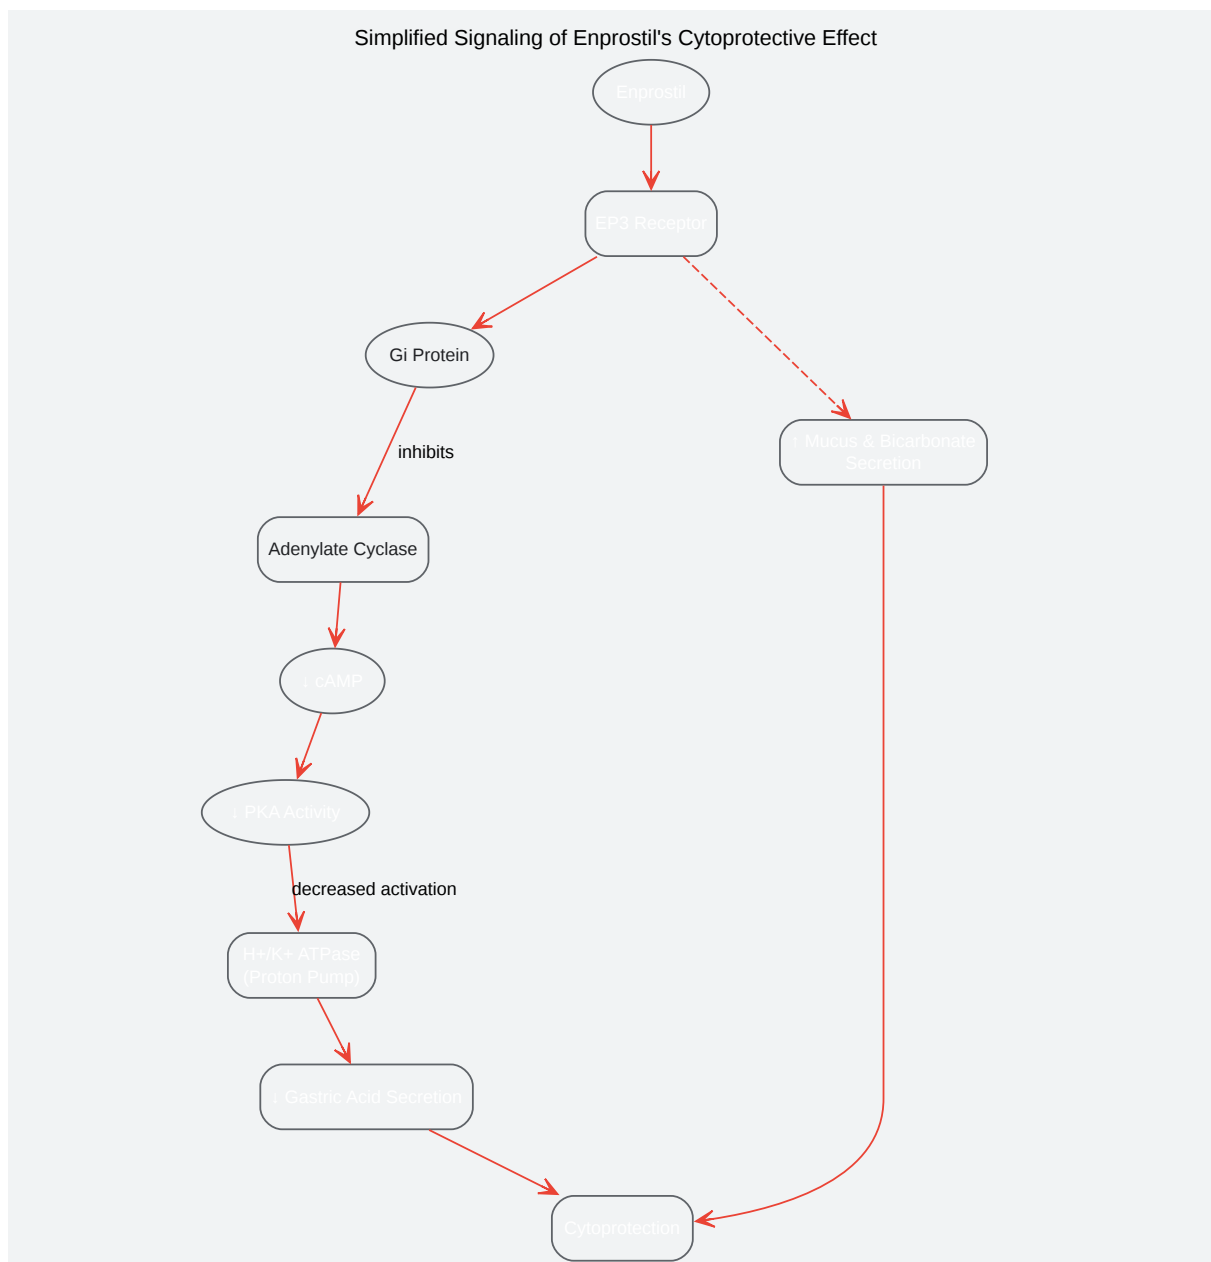 Simplified Signaling of Enprostil's Cytoprotective Effect
Enprostil
EP3 Receptor
Gi Protein
inhibits
↑ Mucus & Bicarbonate
Secretion
Adenylate Cyclase
↓ cAMP
↓ PKA Activity
decreased activation
H+/K+ ATPase
(Proton Pump)
↓ Gastric Acid Secretion
Cytoprotection